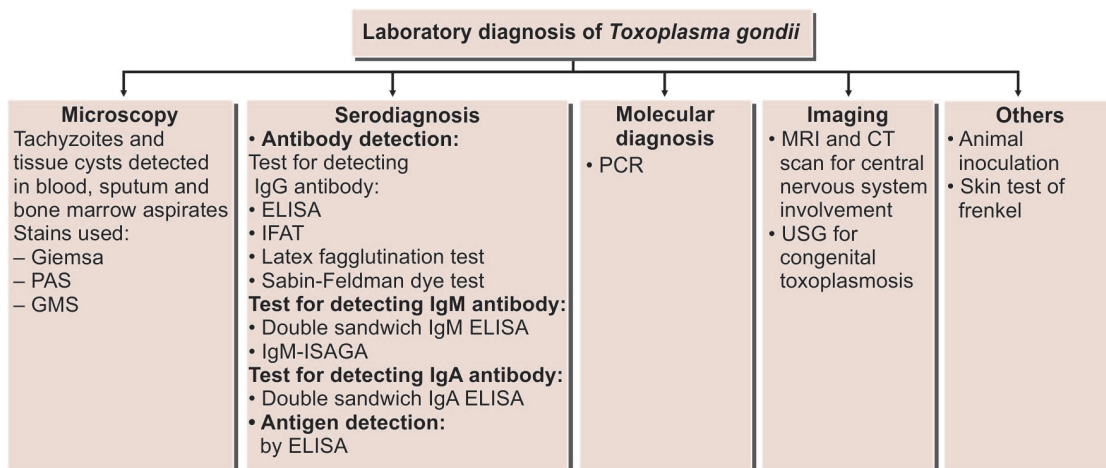 Laboratory diagnosis of Toxoplasma gondii
Microscopy
Tachyzoites and
tissue cysts detected
in blood, sputum and
bone marrow aspirates
Stains used:
– Giemsa
– PAS
– GMS
Serodiagnosis
• Antibody detection:
Test for detecting
IgG antibody:
• ELISA
• IFAT
• Latex fagglutination test
• Sabin-Feldman dye test
Test for detecting IgM antibody:
• Double sandwich IgM ELISA
• IgM-ISAGA
Test for detecting IgA antibody:
• Double sandwich IgA ELISA
• Antigen detection:
by ELISA
Molecular
diagnosis
• PCR
Imaging
• MRI and CT
scan for central
nervous system
involvement
• USG for
congenital
toxoplasmosis
Others
• Animal
inoculation
• Skin test of
frenkel